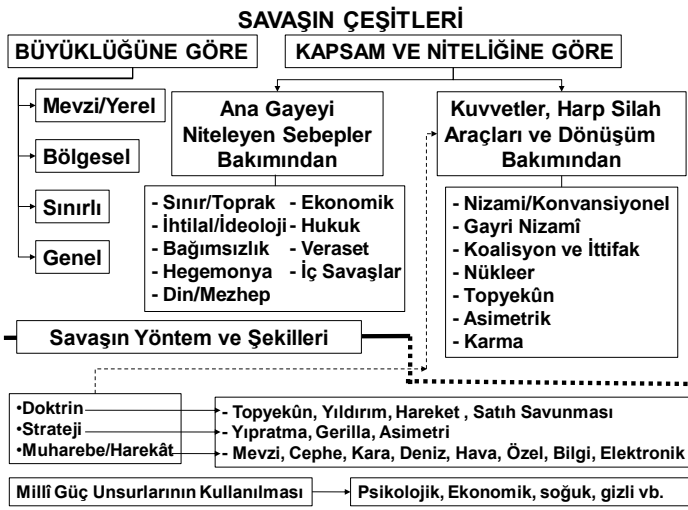 SAVAŞIN ÇEŞİTLERİ
BÜYÜKLÜĞÜNE GÖRE
KAPSAM VE NİTELİĞİNE GÖRE
Mevzi/Yerel
Bölgesel
Sınırlı
Genel
Ana Gayeyi
Niteleyen Sebepler
Bakımından
- Sınır/Toprak
- İhtilal/İdeoloji
- Bağımsızlık
- Hegemonya
- Din/Mezhep
- Ekonomik
- Hukuk
- Veraset
- İç Savaşlar
Kuvvetler, Harp Silah
Araçları ve Dönüşüm
Bakımından
- Nizami/Konvansiyonel
- Gayri Nizamî
- Koalisyon ve İttifak
- Nükleer
- Topyekûn
- Asimetrik
- Karma
Savaşın Yöntem ve Şekilleri
•Doktrin
•Strateji
•Muharebe/Harekât
- Topyekûn, Yıldırım, Hareket , Satıh Savunması
- Yıpratma, Gerilla, Asimetri
- Mevzi, Cephe, Kara, Deniz, Hava, Özel, Bilgi, Elektronik
Millî Güç Unsurlarının Kullanılması
Psikolojik, Ekonomik, soğuk, gizli vb.